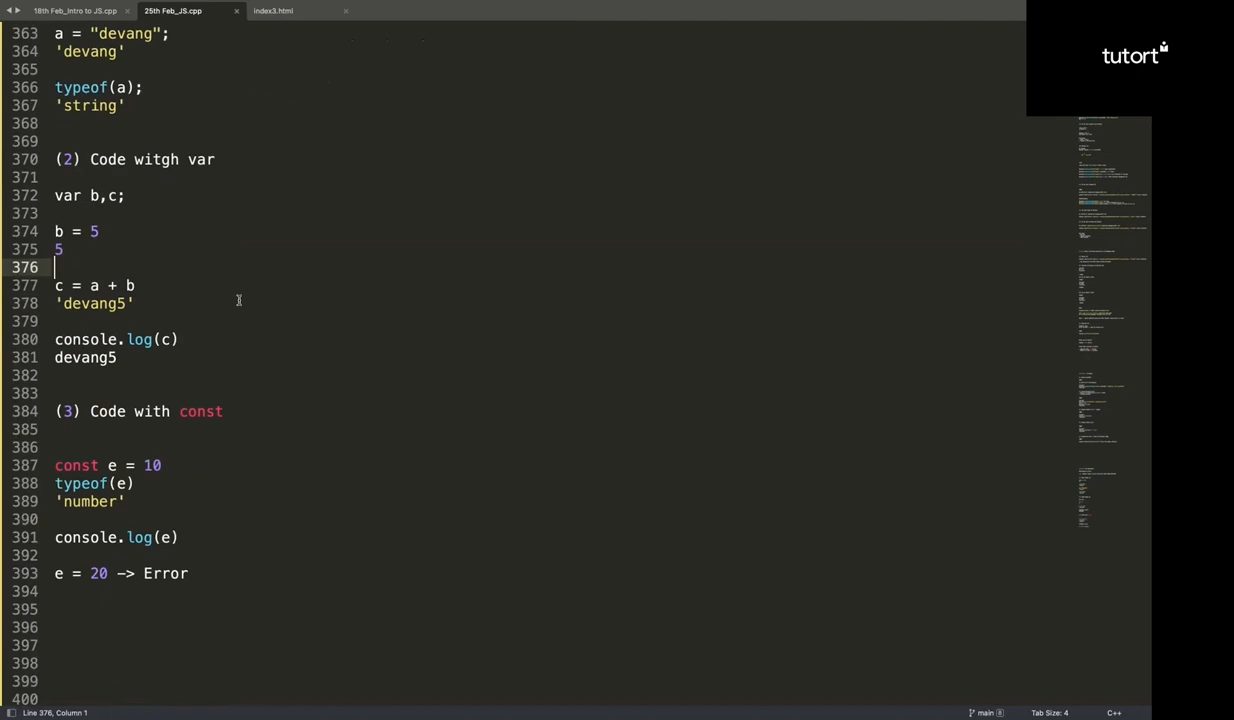 18th Feb_Intro to JS.cpp × 25th Feb_JS.cpp × index3.html ×
tutort
363 a = "devang";
364 'devang'
365
366 typeof(a);
367 'string'
368
369
370 (2) Code witgh var
371
372 var b,c;
373
374 b = 5
375 5
376
377 c = a + b
378 'devang5'
379
380 console.log(c)
381 devang5
382
383
384 (3) Code with const
385
386
387 const e = 10
388 typeof(e)
389 'number'
390
391 console.log(e)
392
393 e = 20 -> Error
394
395
396
397
398
399
400
Line 376, Column 1 main 8 Tab Size: 4 C++